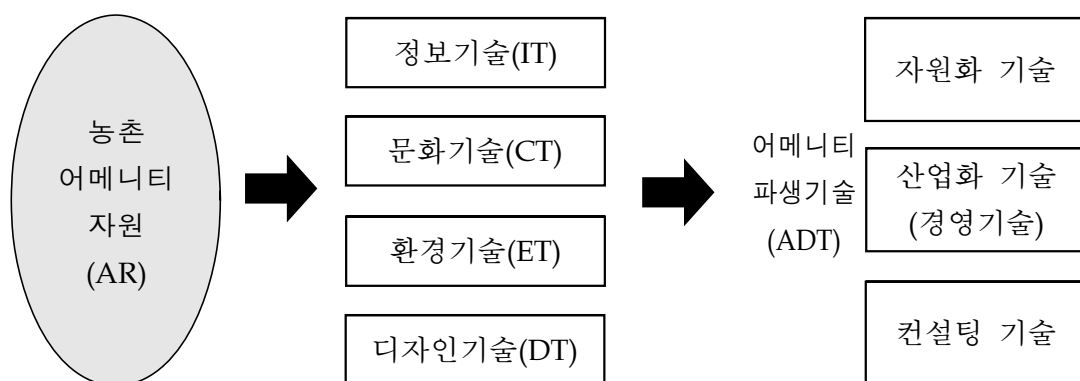 농촌
어메니티
자원
(AR)
정보기술(IT)
문화기술(CT)
환경기술(ET)
디자인기술(DT)
어메니티
파생기술
(ADT)
자원화 기술
산업화 기술
(경영기술)
컨설팅 기술